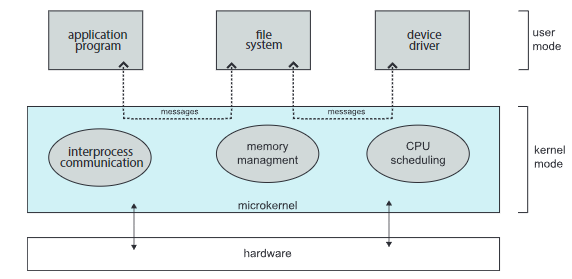 application
program
file
system
device
driver
user
mode
messages
messages
interprocess
communication
memory
managment
CPU
scheduling
kernel
mode
microkernel
hardware